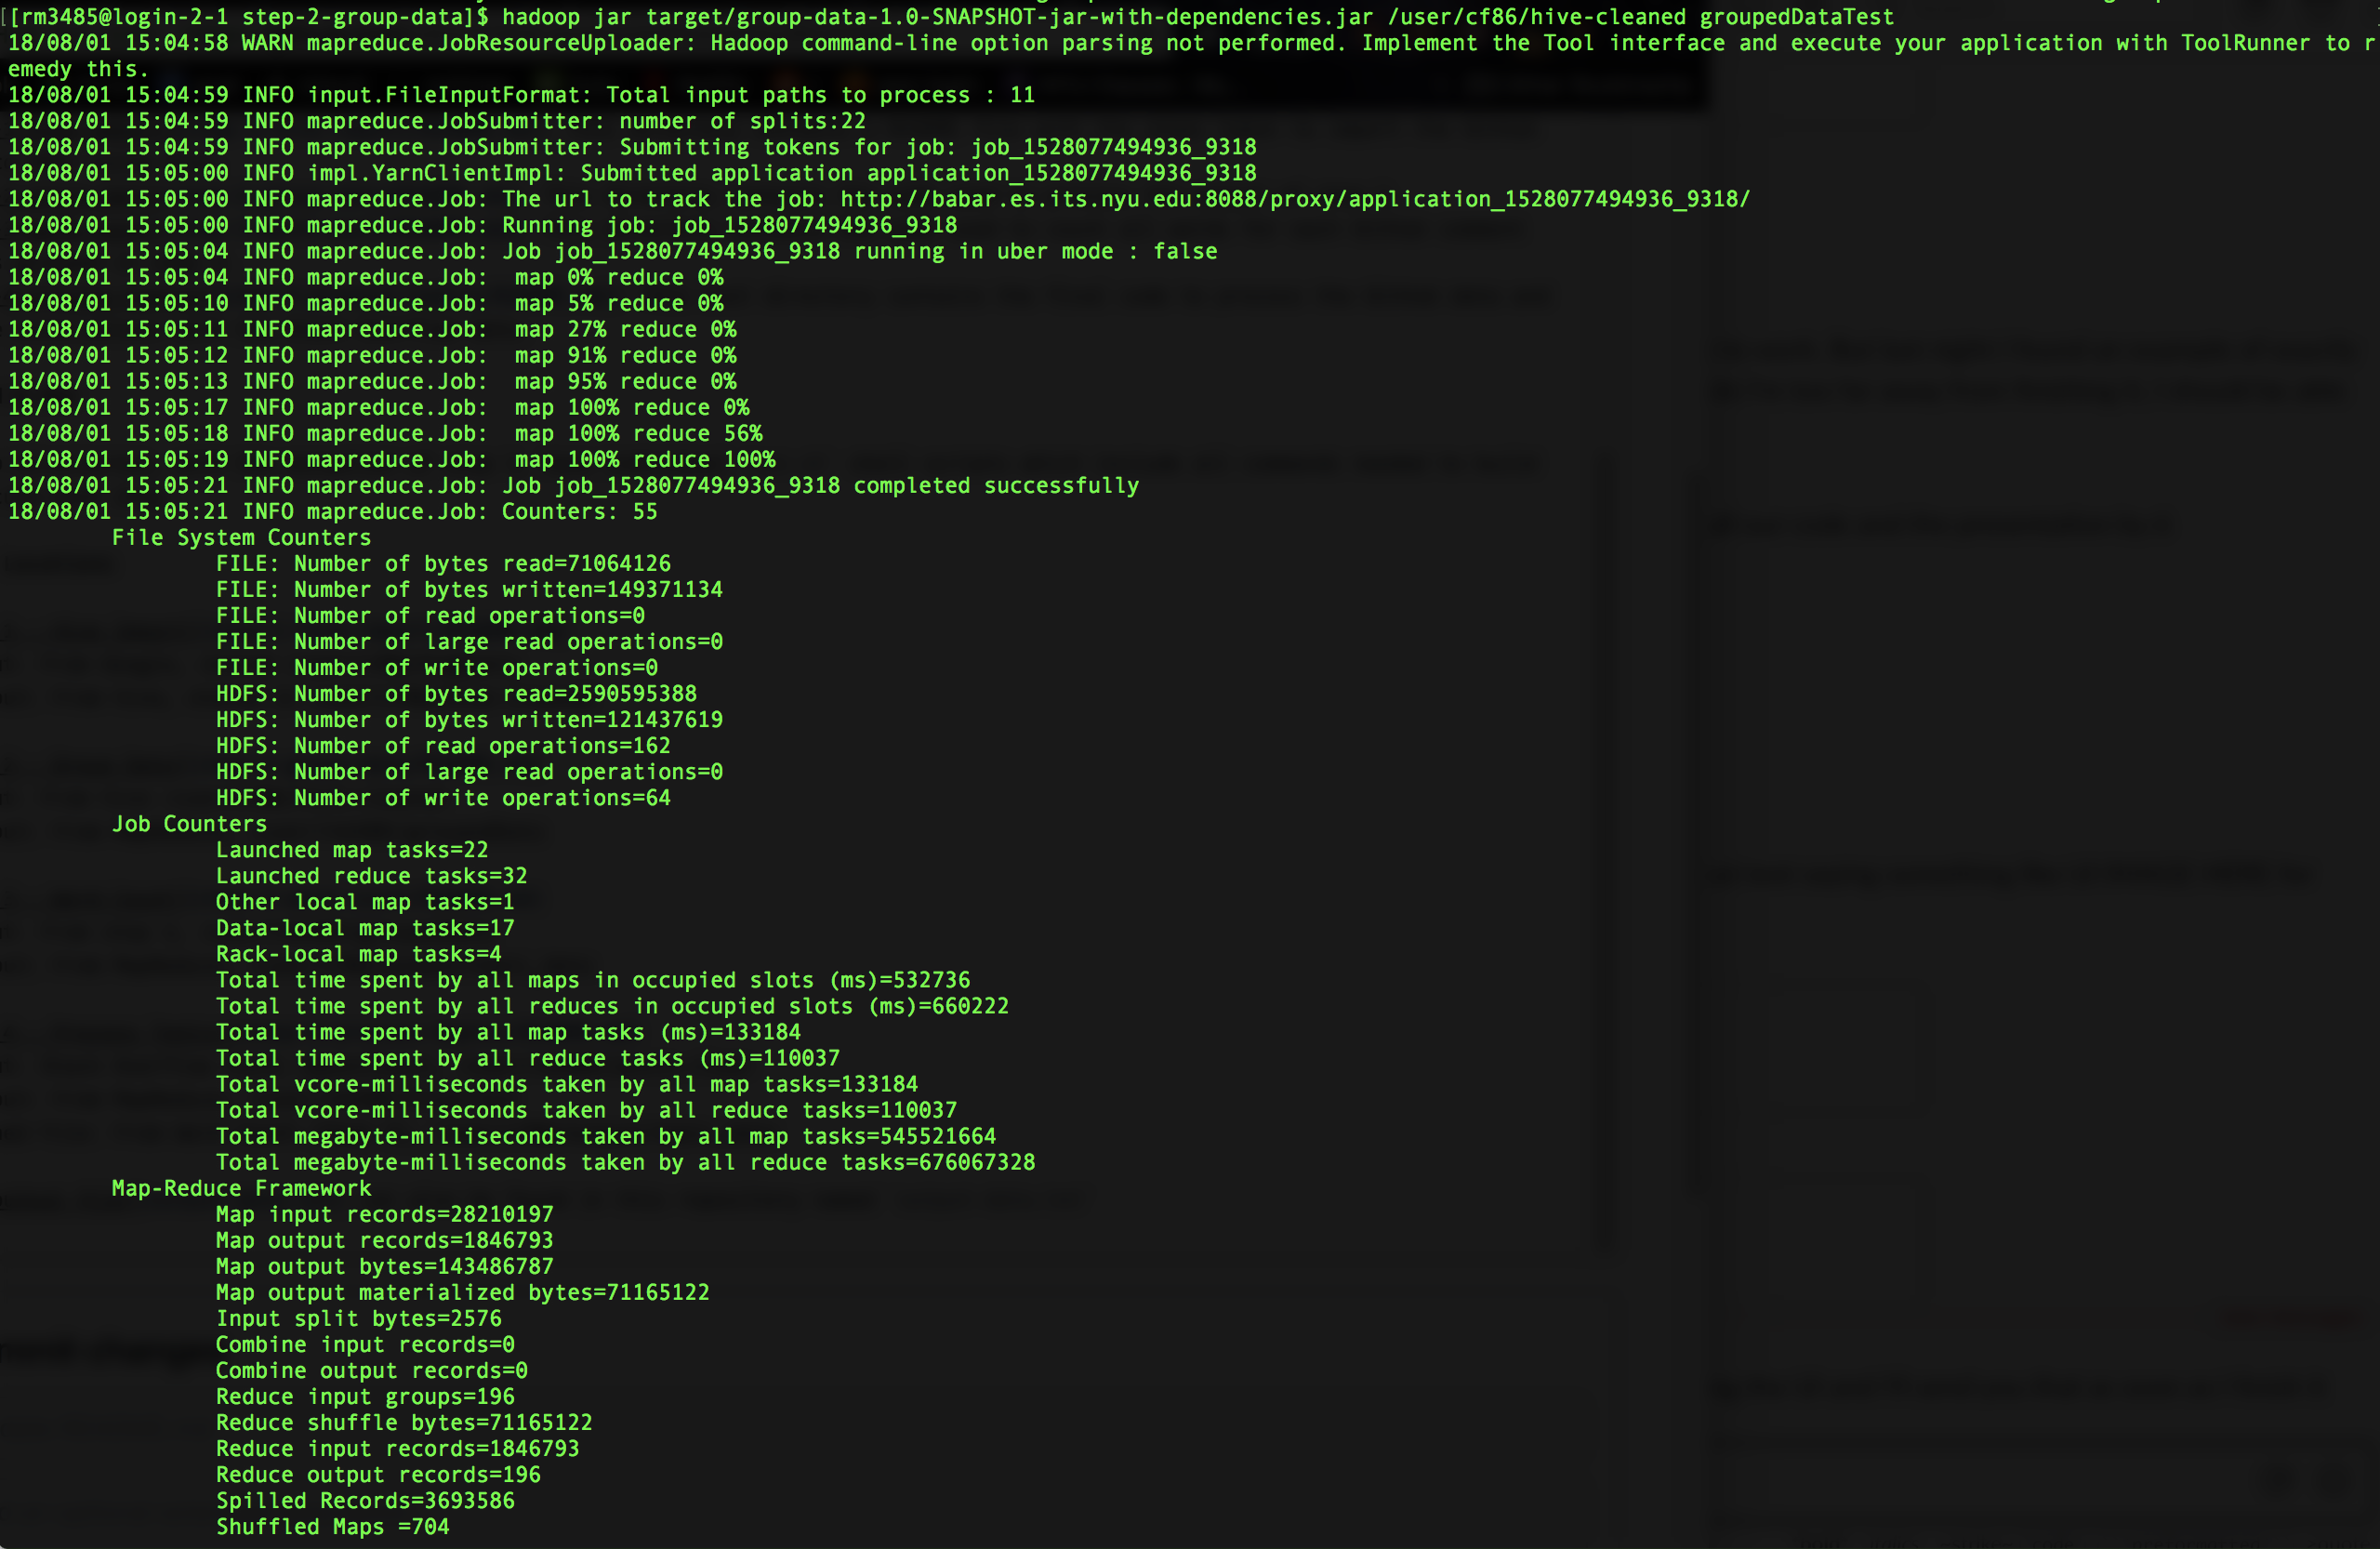 [[rm3485@login-2-1 step-2-group-data]$ hadoop jar target/group-data-1.0-SNAPSHOT-jar-with-dependencies.jar /user/cf86/hive-cleaned groupedDataTest
18/08/01 15:04:58 WARN mapreduce.JobResourceUploader: Hadoop command-line option parsing not performed. Implement the Tool interface and execute your application with ToolRunner to r
emedy this.
18/08/01 15:04:59 INFO input.FileInputFormat: Total input paths to process : 11
18/08/01 15:04:59 INFO mapreduce.JobSubmitter: number of splits:22
18/08/01 15:04:59 INFO mapreduce.JobSubmitter: Submitting tokens for job: job_1528077494936_9318
18/08/01 15:05:00 INFO impl.YarnClientImpl: Submitted application application_1528077494936_9318
18/08/01 15:05:00 INFO mapreduce.Job: The url to track the job: http://babar.es.its.nyu.edu:8088/proxy/application_1528077494936_9318/
18/08/01 15:05:00 INFO mapreduce.Job: Running job: job_1528077494936_9318
18/08/01 15:05:04 INFO mapreduce.Job: Job job_1528077494936_9318 running in uber mode : false
18/08/01 15:05:04 INFO mapreduce.Job:  map 0% reduce 0%
18/08/01 15:05:10 INFO mapreduce.Job:  map 5% reduce 0%
18/08/01 15:05:11 INFO mapreduce.Job:  map 27% reduce 0%
18/08/01 15:05:12 INFO mapreduce.Job:  map 91% reduce 0%
18/08/01 15:05:13 INFO mapreduce.Job:  map 95% reduce 0%
18/08/01 15:05:17 INFO mapreduce.Job:  map 100% reduce 0%
18/08/01 15:05:18 INFO mapreduce.Job:  map 100% reduce 56%
18/08/01 15:05:19 INFO mapreduce.Job:  map 100% reduce 100%
18/08/01 15:05:21 INFO mapreduce.Job: Job job_1528077494936_9318 completed successfully
18/08/01 15:05:21 INFO mapreduce.Job: Counters: 55
File System Counters
FILE: Number of bytes read=71064126
FILE: Number of bytes written=149371134
FILE: Number of read operations=0
FILE: Number of large read operations=0
FILE: Number of write operations=0
HDFS: Number of bytes read=2590595388
HDFS: Number of bytes written=121437619
HDFS: Number of read operations=162
HDFS: Number of large read operations=0
HDFS: Number of write operations=64
Job Counters
Launched map tasks=22
Launched reduce tasks=32
Other local map tasks=1
Data-local map tasks=17
Rack-local map tasks=4
Total time spent by all maps in occupied slots (ms)=532736
Total time spent by all reduces in occupied slots (ms)=660222
Total time spent by all map tasks (ms)=133184
Total time spent by all reduce tasks (ms)=110037
Total vcore-milliseconds taken by all map tasks=133184
Total vcore-milliseconds taken by all reduce tasks=110037
Total megabyte-milliseconds taken by all map tasks=545521664
Total megabyte-milliseconds taken by all reduce tasks=676067328
Map-Reduce Framework
Map input records=28210197
Map output records=1846793
Map output bytes=143486787
Map output materialized bytes=71165122
Input split bytes=2576
Combine input records=0
Combine output records=0
Reduce input groups=196
Reduce shuffle bytes=71165122
Reduce input records=1846793
Reduce output records=196
Spilled Records=3693586
Shuffled Maps =704